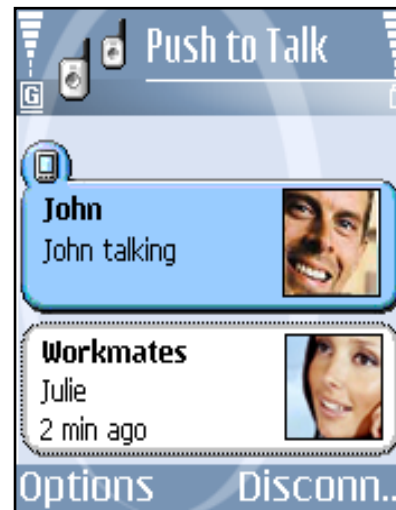 Push to Talk
G
John
John talking
Workmates
Julie
2 min ago
Options Disconn..